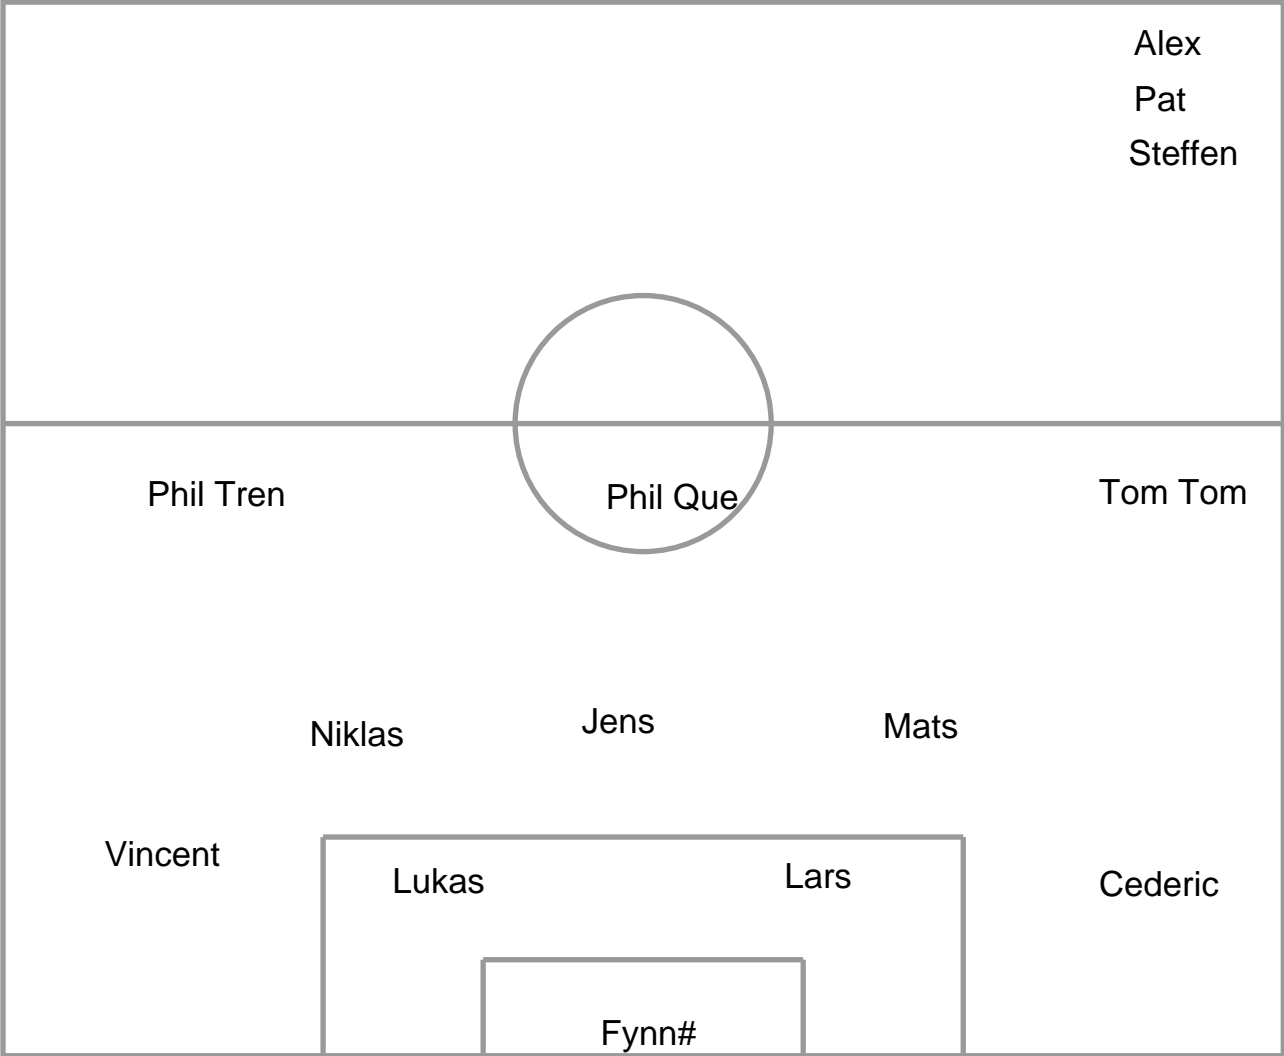 Alex
Pat
Steffen
Phil Tren
Phil Que
Tom Tom
Niklas
Jens
Mats
Vincent
Lukas
Lars
Cederic
Fynn#